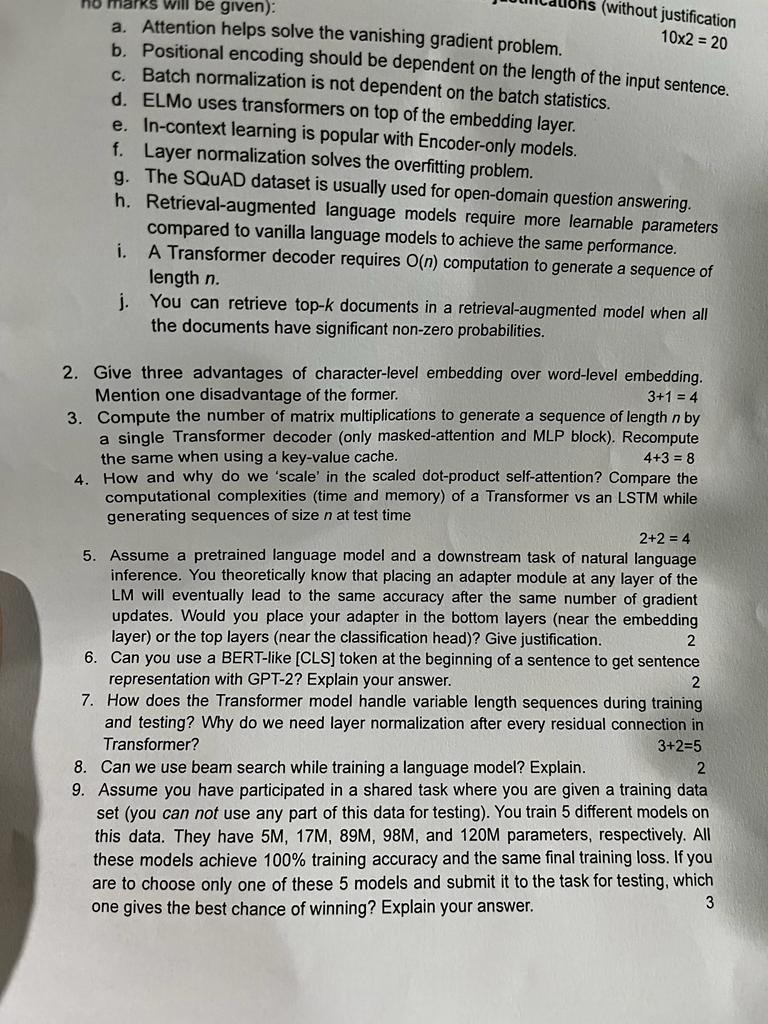 no marks will be given):
justifications (without justification
10x2 = 20
a. Attention helps solve the vanishing gradient problem.
b. Positional encoding should be dependent on the length of the input sentence.
c. Batch normalization is not dependent on the batch statistics.
d. ELMo uses transformers on top of the embedding layer.
e. In-context learning is popular with Encoder-only models.
f. Layer normalization solves the overfitting problem.
g. The SQuAD dataset is usually used for open-domain question answering.
h. Retrieval-augmented language models require more learnable parameters
compared to vanilla language models to achieve the same performance.
i. A Transformer decoder requires O(n) computation to generate a sequence of
length n.
j. You can retrieve top-k documents in a retrieval-augmented model when all
the documents have significant non-zero probabilities.
2. Give three advantages of character-level embedding over word-level embedding.
Mention one disadvantage of the former. 3+1 = 4
3. Compute the number of matrix multiplications to generate a sequence of length n by
a single Transformer decoder (only masked-attention and MLP block). Recompute
the same when using a key-value cache. 4+3 = 8
4. How and why do we ‘scale’ in the scaled dot-product self-attention? Compare the
computational complexities (time and memory) of a Transformer vs an LSTM while
generating sequences of size n at test time
2+2 = 4
5. Assume a pretrained language model and a downstream task of natural language
inference. You theoretically know that placing an adapter module at any layer of the
LM will eventually lead to the same accuracy after the same number of gradient
updates. Would you place your adapter in the bottom layers (near the embedding
layer) or the top layers (near the classification head)? Give justification. 2
6. Can you use a BERT-like [CLS] token at the beginning of a sentence to get sentence
representation with GPT-2? Explain your answer. 2
7. How does the Transformer model handle variable length sequences during training
and testing? Why do we need layer normalization after every residual connection in
Transformer? 3+2=5
8. Can we use beam search while training a language model? Explain. 2
9. Assume you have participated in a shared task where you are given a training data
set (you can not use any part of this data for testing). You train 5 different models on
this data. They have 5M, 17M, 89M, 98M, and 120M parameters, respectively. All
these models achieve 100% training accuracy and the same final training loss. If you
are to choose only one of these 5 models and submit it to the task for testing, which
one gives the best chance of winning? Explain your answer. 3